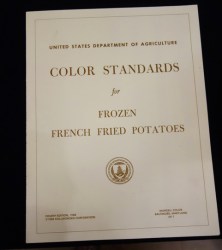 UNITED STATES DEPARTMENT OF AGRICULTURE
COLOR STANDARDS
for
FROZEN
FRENCH FRIED POTATOES